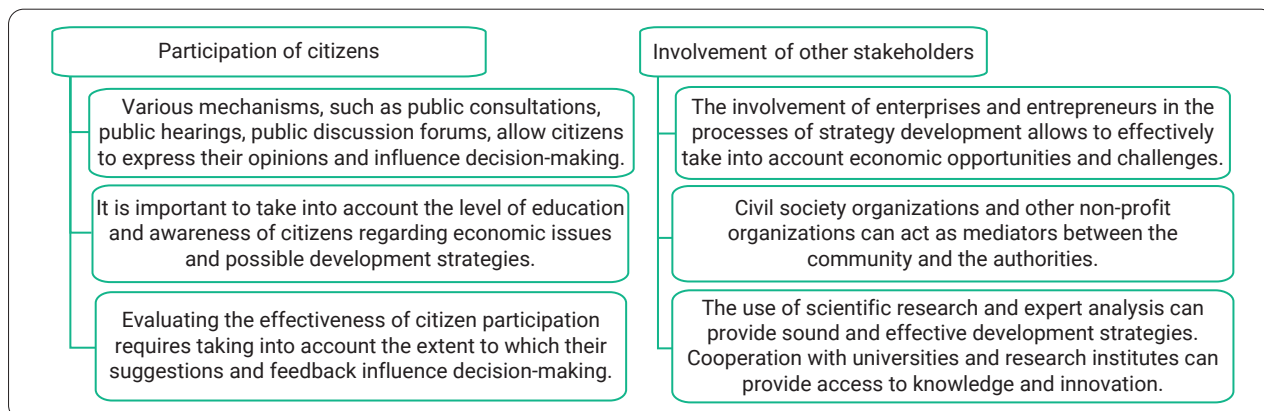 Participation of citizens
Various mechanisms, such as public consultations,
public hearings, public discussion forums, allow citizens
to express their opinions and influence decision-making.
It is important to take into account the level of education
and awareness of citizens regarding economic issues
and possible development strategies.
Evaluating the effectiveness of citizen participation
requires taking into account the extent to which their
suggestions and feedback influence decision-making.
Involvement of other stakeholders
The involvement of enterprises and entrepreneurs in the
processes of strategy development allows to effectively
take into account economic opportunities and challenges.
Civil society organizations and other non-profit
organizations can act as mediators between the
community and the authorities.
The use of scientific research and expert analysis can
provide sound and effective development strategies.
Cooperation with universities and research institutes can
provide access to knowledge and innovation.